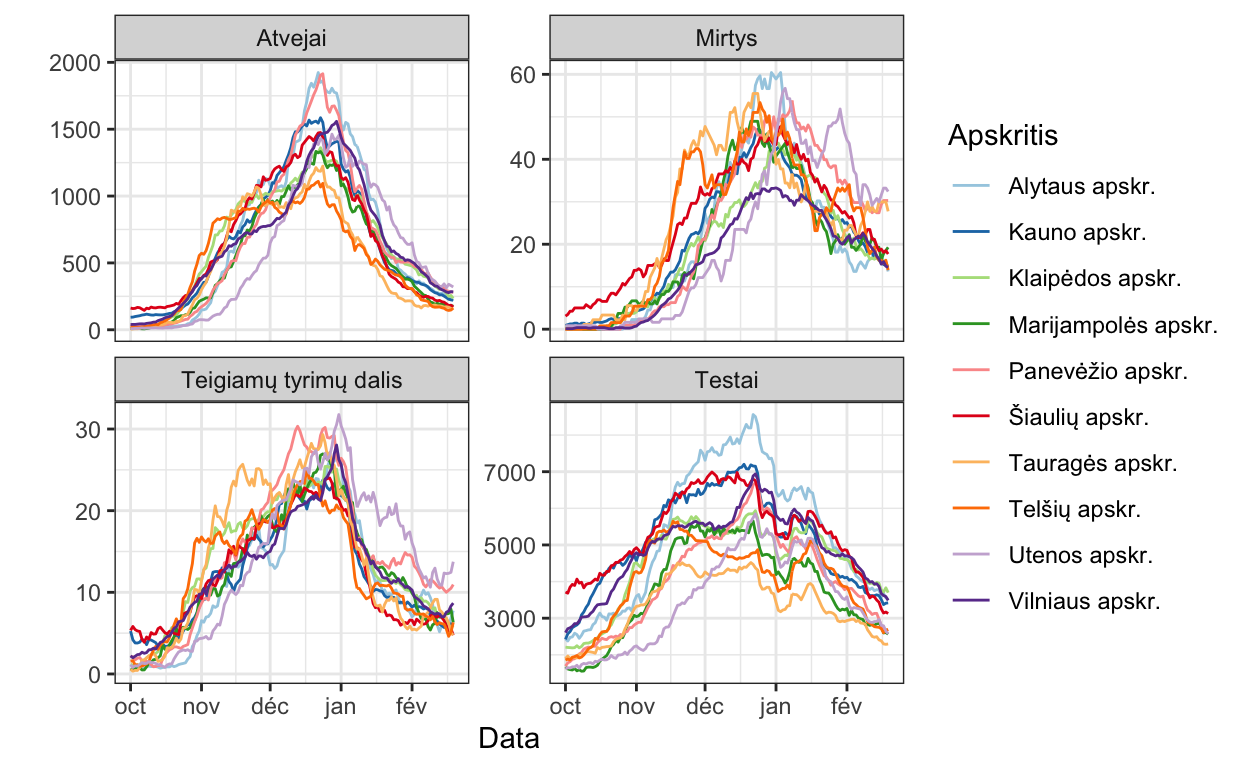 Atvejai
Mirtys
2000
1500
1000
500
0
60
40
20
0
Teigiamų tyrimų dalis
Testai
30
20
10
0
7000
5000
3000
oct nov déc jan fév
oct nov déc jan fév
Data
Apskritis
Alytaus apskr.
Kauno apskr.
Klaipėdos apskr.
Marijampolės apskr.
Panevėžio apskr.
Šiaulių apskr.
Tauragės apskr.
Telšių apskr.
Utenos apskr.
Vilniaus apskr.